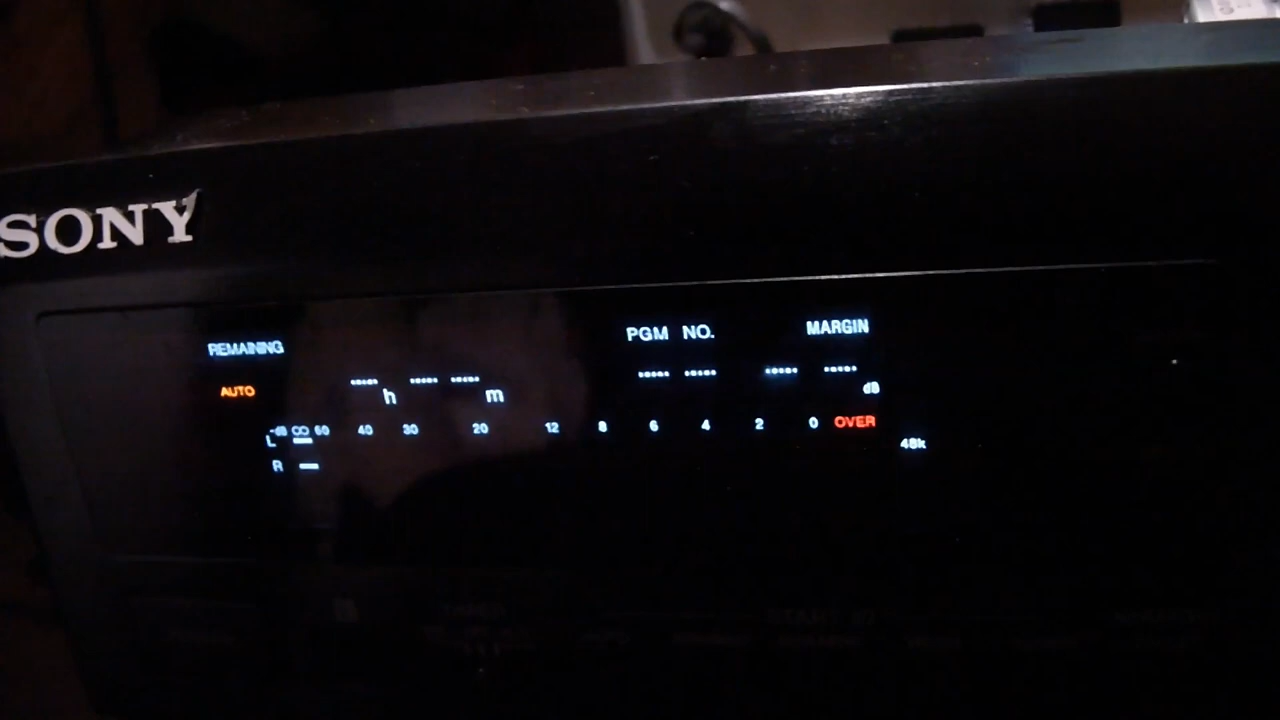 SONY
REMAINING PGM NO. MARGIN
AUTO -- h -- -- m -- -- -- -- dB
-dB ∞ 60 40 30 20 12 8 6 4 2 0 OVER
L 48k
R